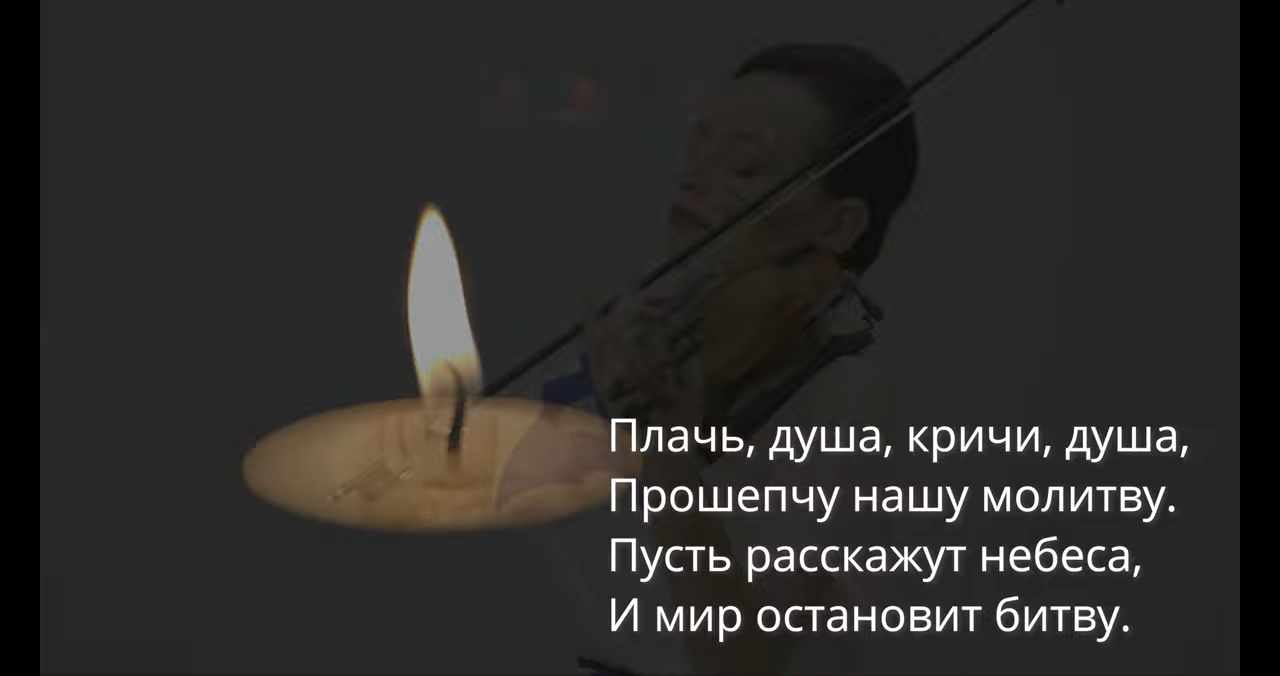 Плачь, душа, кричи, душа,
Прошепчу нашу молитву.
Пусть расскажут небеса,
И мир остановит битву.